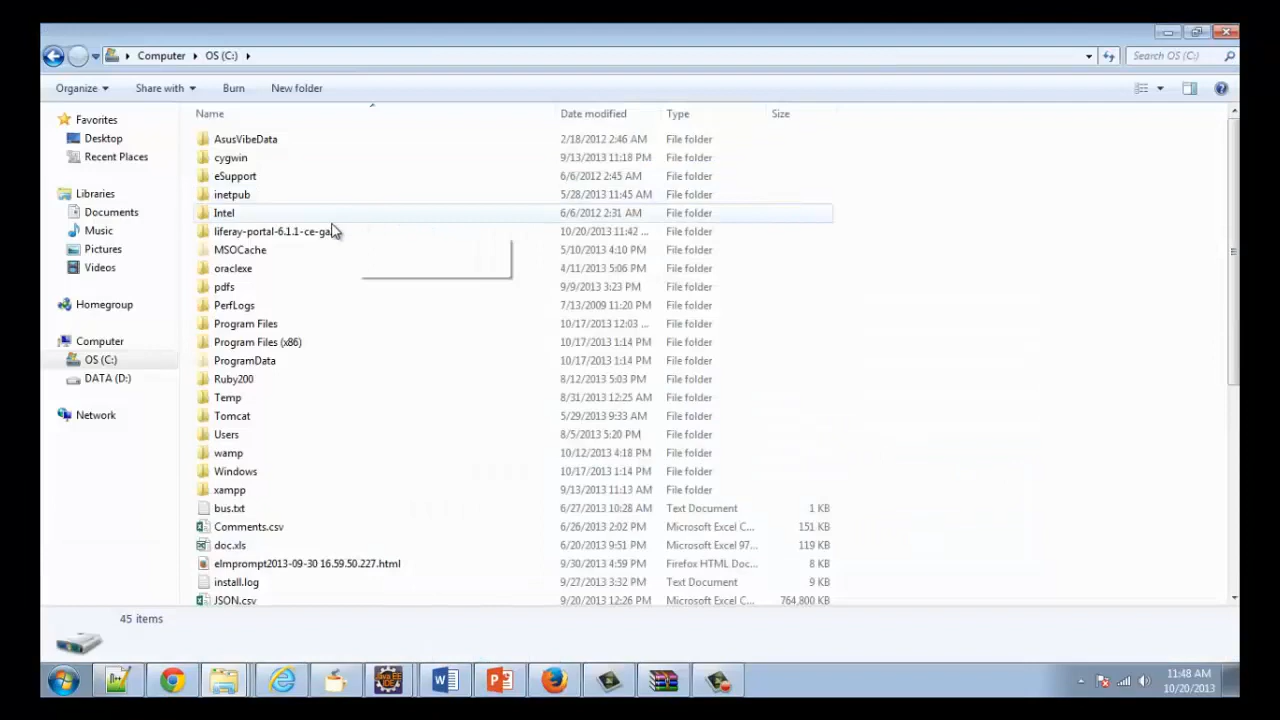 Computer OS (C:) Search OS (C:)
Organize Share with Burn New folder
Name Date modified Type Size
Favorites
Desktop
Recent Places
Libraries
Documents
Music
Pictures
Videos
Homegroup
Computer
OS (C:)
DATA (D:)
Network
AsusVibeData 2/18/2012 2:46 AM File folder
cygwin 9/13/2013 11:18 PM File folder
eSupport 6/6/2012 2:45 AM File folder
inetpub 5/28/2013 11:45 AM File folder
Intel 6/6/2012 2:31 AM File folder
liferay-portal-6.1.1-ce-ga 10/20/2013 11:42 ... File folder
MSOCache 5/10/2013 4:10 PM File folder
oraclexe 4/11/2013 5:06 PM File folder
pdfs 9/9/2013 3:23 PM File folder
PerfLogs 7/13/2009 11:20 PM File folder
Program Files 10/17/2013 12:03 ... File folder
Program Files (x86) 10/17/2013 1:14 PM File folder
ProgramData 10/17/2013 1:14 PM File folder
Ruby200 8/12/2013 5:03 PM File folder
Temp 8/31/2013 12:25 AM File folder
Tomcat 5/29/2013 9:33 AM File folder
Users 8/5/2013 5:20 PM File folder
wamp 10/12/2013 4:18 PM File folder
Windows 10/17/2013 1:14 PM File folder
xampp 9/13/2013 11:13 AM File folder
bus.txt 6/27/2013 10:28 AM Text Document 1 KB
Comments.csv 6/26/2013 2:02 PM Microsoft Excel C... 151 KB
doc.xls 6/20/2013 9:51 PM Microsoft Excel 97... 119 KB
elmprompt2013-09-30 16.59.50.227.html 9/30/2013 4:59 PM Firefox HTML Doc... 8 KB
install.log 9/27/2013 3:32 PM Text Document 9 KB
JSON.csv 9/20/2013 12:26 PM Microsoft Excel C... 764,800 KB
45 items
11:48 AM
10/20/2013